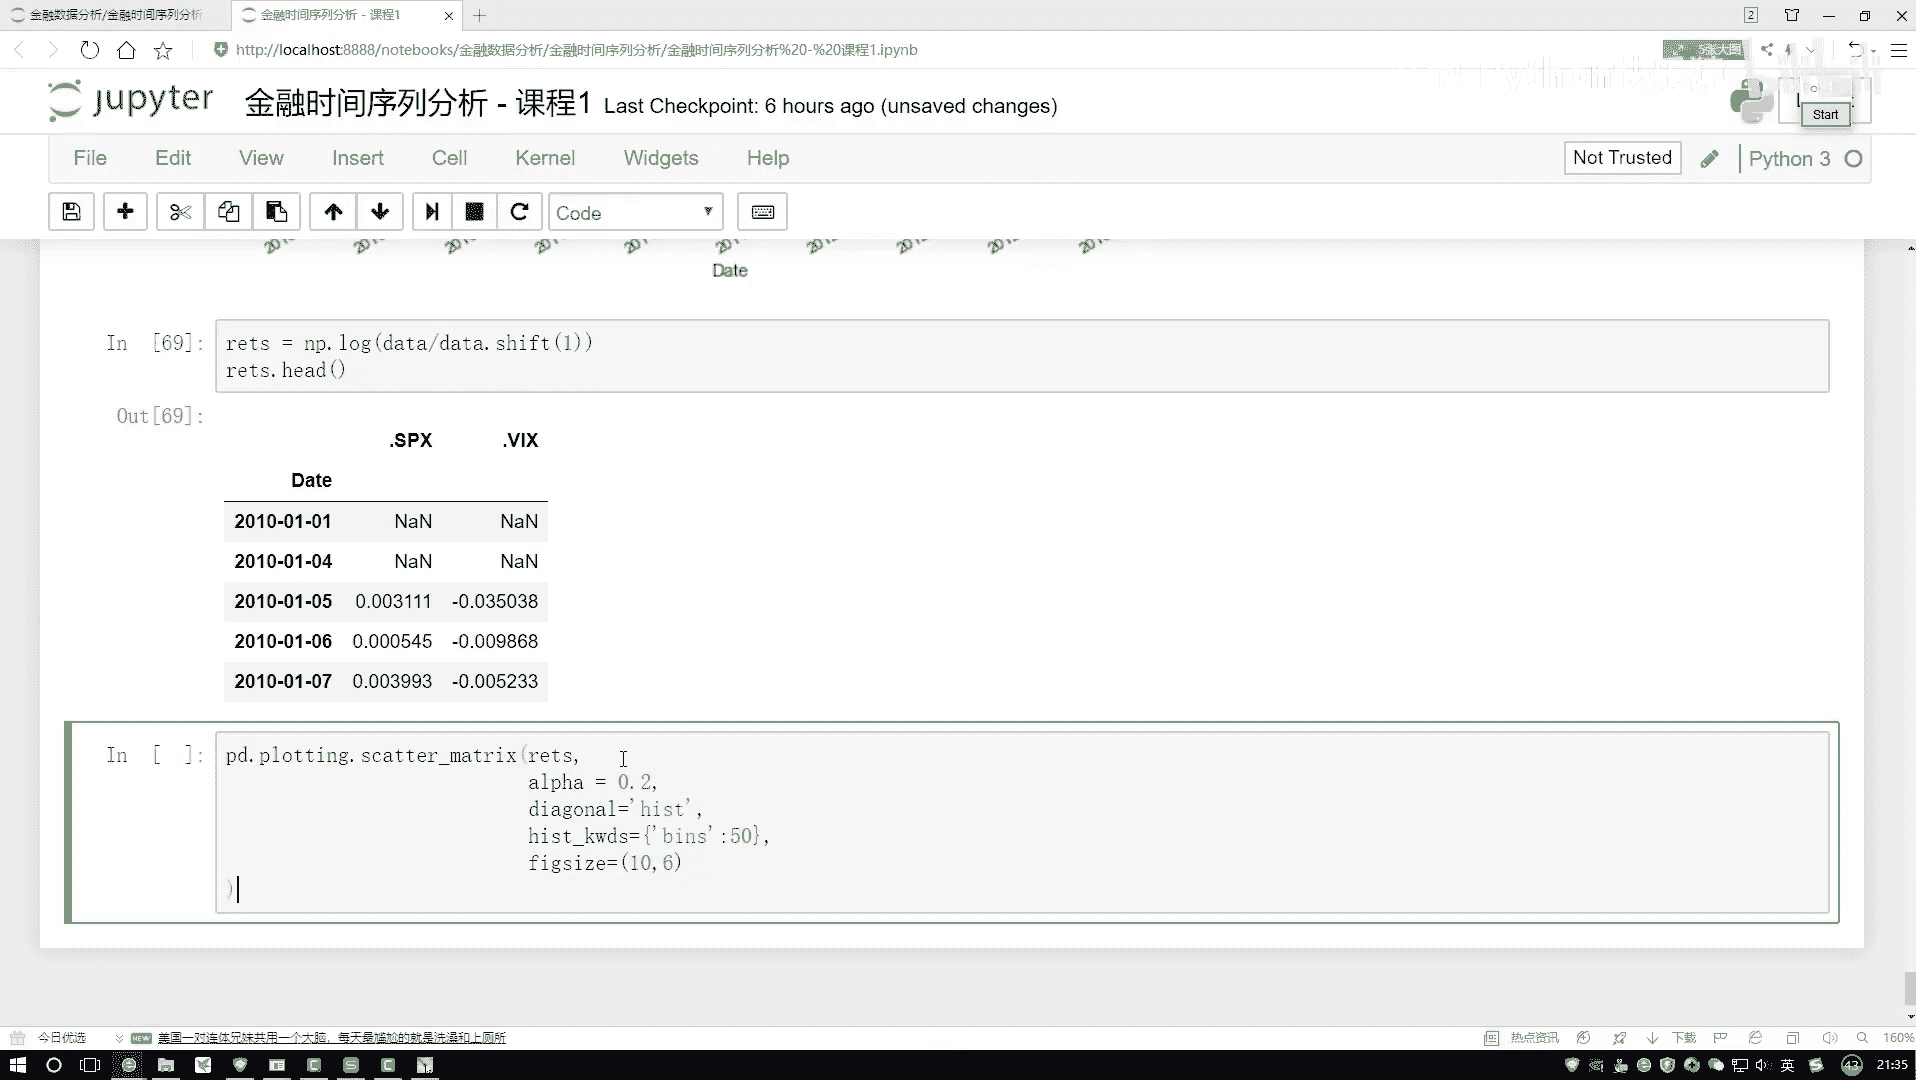 金融数据分析/金融时间序列分析
金融时间序列分析 - 课程1
2
http://localhost:8888/notebooks/金融数据分析/金融时间序列分析/金融时间序列分析%20-%20课程1.ipynb
5张大图
jupyter 金融时间序列分析 - 课程1 Last Checkpoint: 6 hours ago (unsaved changes)
Start
File Edit View Insert Cell Kernel Widgets Help
Not Trusted
Python 3
Code
Date
In [69]:
rets = np.log(data/data.shift(1))
rets.head()
Out[69]:
.SPX .VIX
Date
2010-01-01 NaN NaN
2010-01-04 NaN NaN
2010-01-05 0.003111 -0.035038
2010-01-06 0.000545 -0.009868
2010-01-07 0.003993 -0.005233
In [ ]:
pd.plotting.scatter_matrix(rets,
alpha = 0.2,
diagonal='hist',
hist_kwds={'bins':50},
figsize=(10,6)
)
今日优选
NEW
美国一对连体兄妹共用一个大脑，每天最尴尬的就是洗澡和上厕所
热点资讯
下载
160%
英
43
21:35